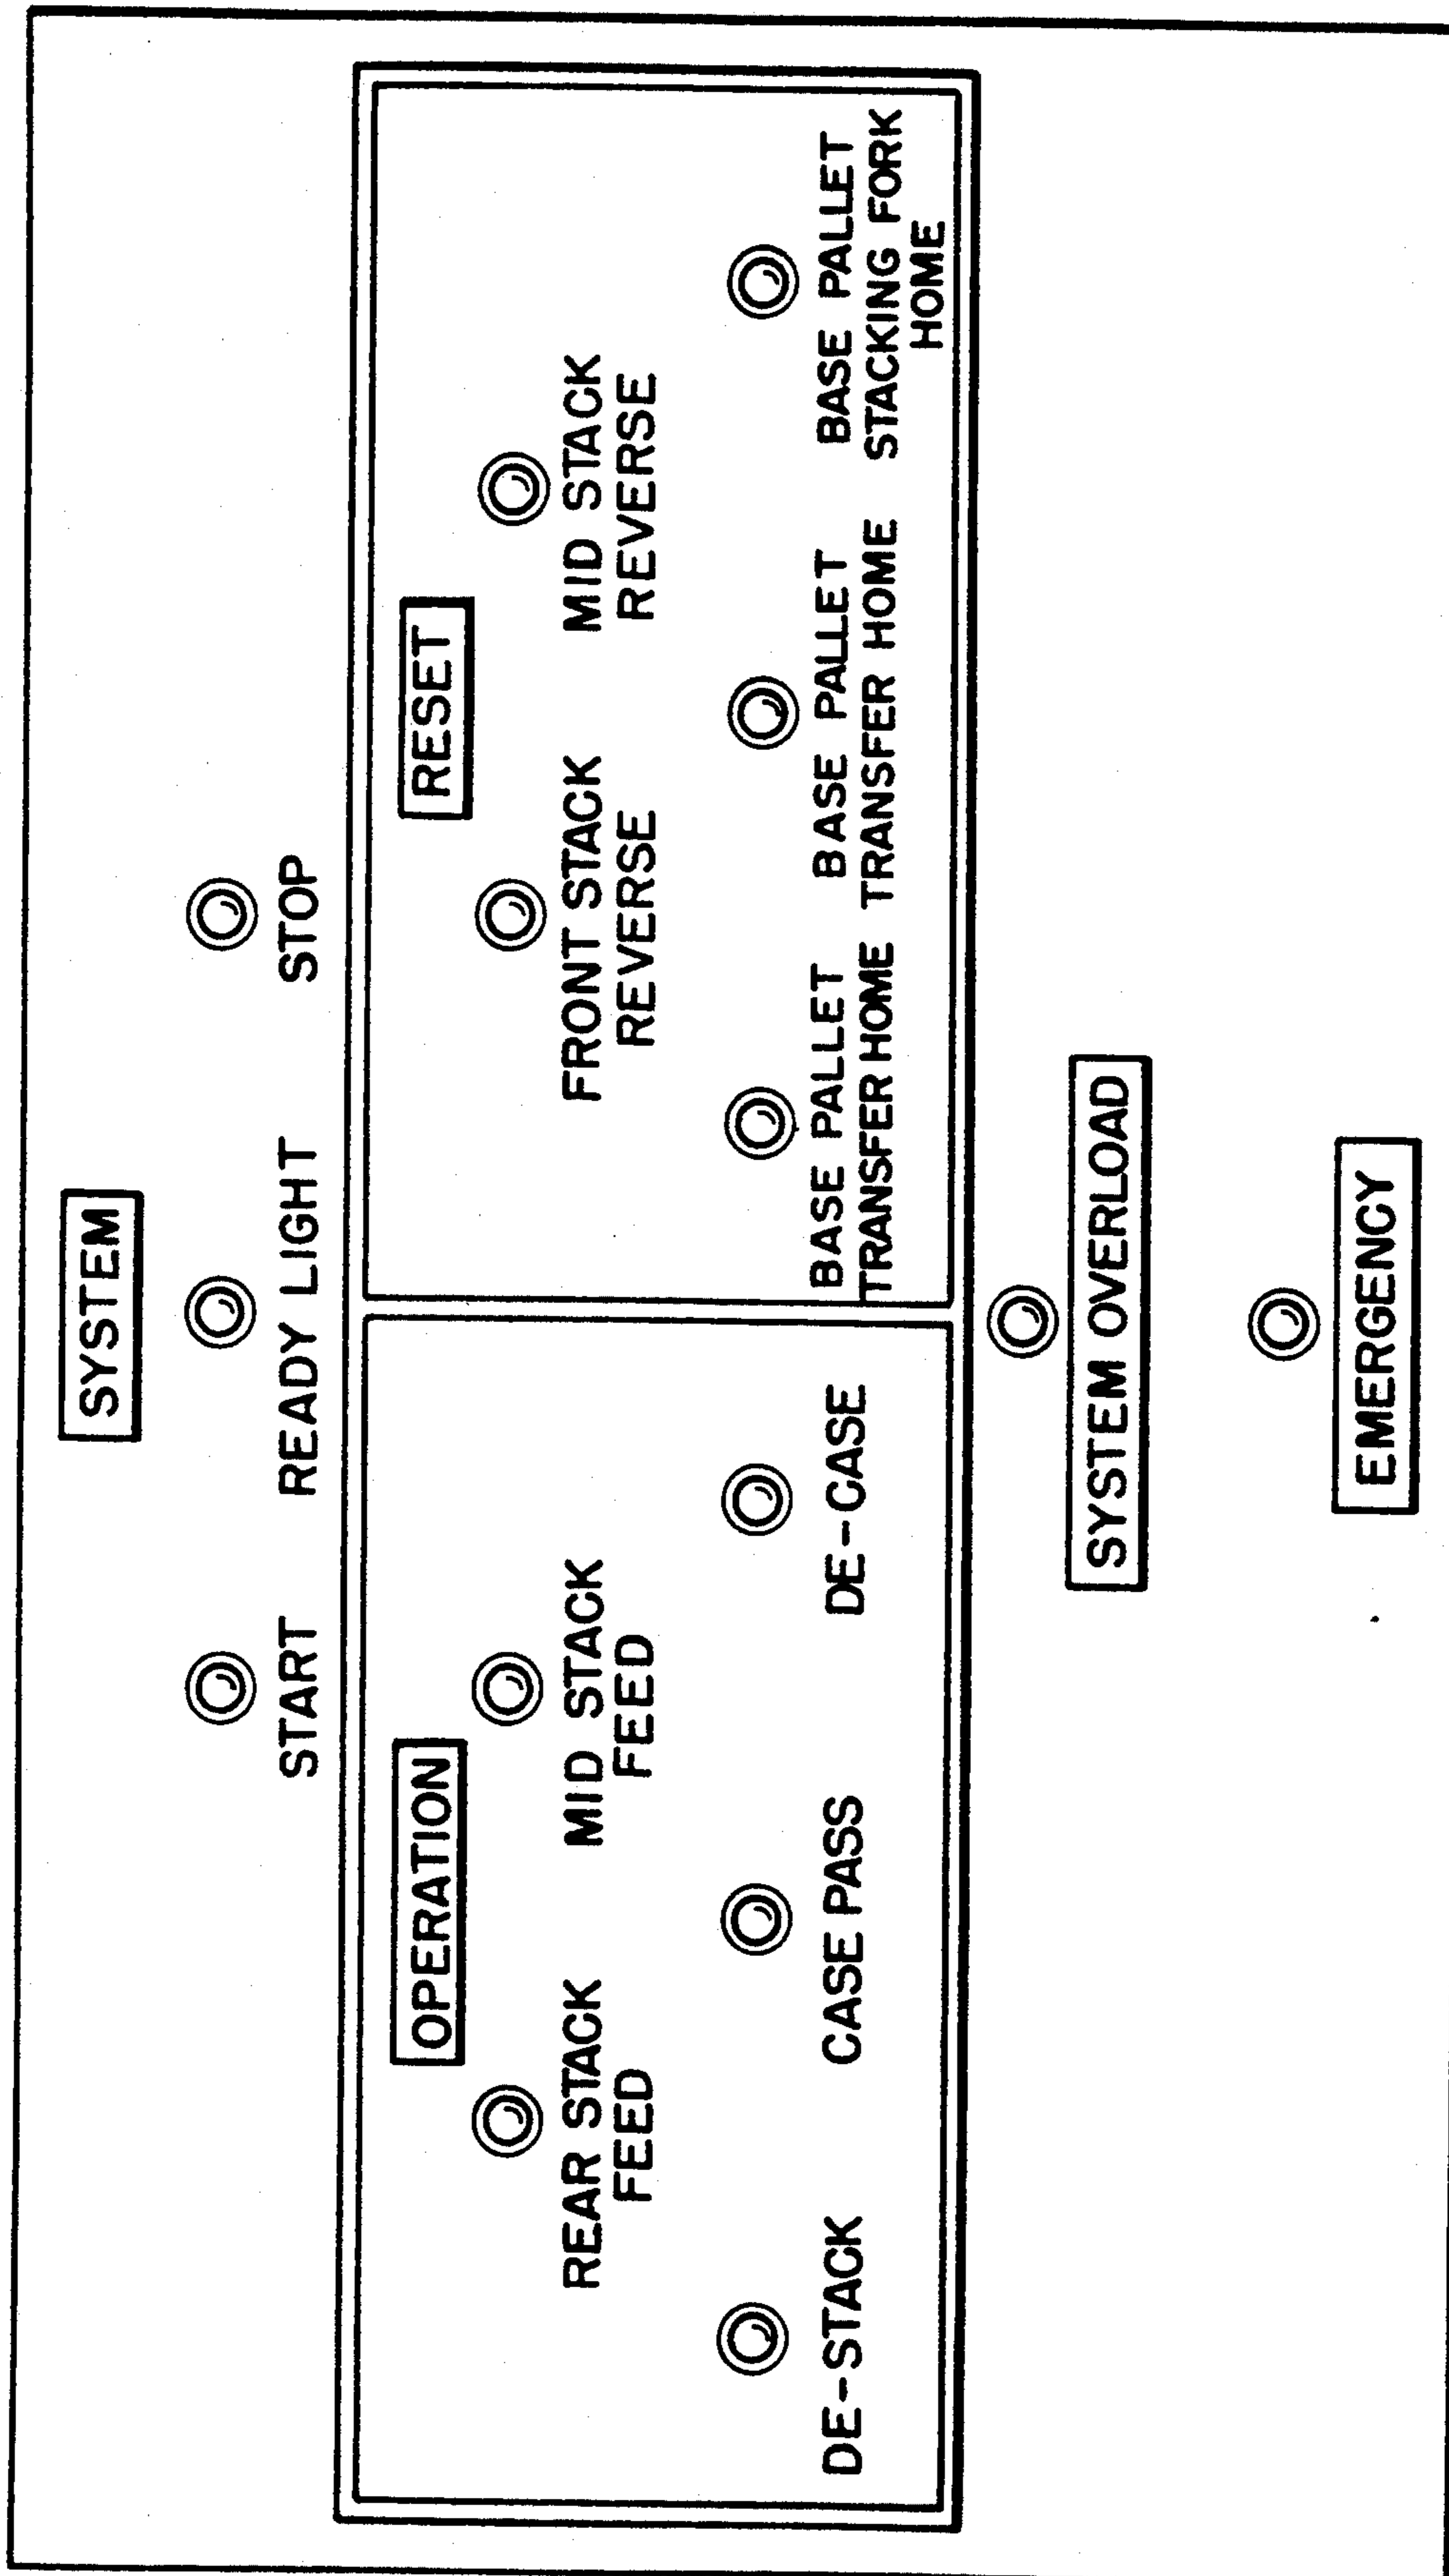 SYSTEM
START
READY LIGHT
STOP
OPERATION
REAR STACK
FEED
MID STACK
FEED
DE-STACK
CASE PASS
DE-CASE
RESET
FRONT STACK
REVERSE
MID STACK
REVERSE
BASE PALLET
TRANSFER HOME
BASE PALLET
TRANSFER HOME
BASE PALLET
STACKING FORK
HOME
SYSTEM OVERLOAD
EMERGENCY